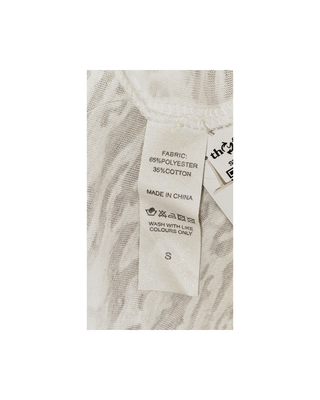 FABRIC:
65%POLYESTER
35%COTTON
MADE IN CHINA
WASH WITH LIKE
COLOURS ONLY
S